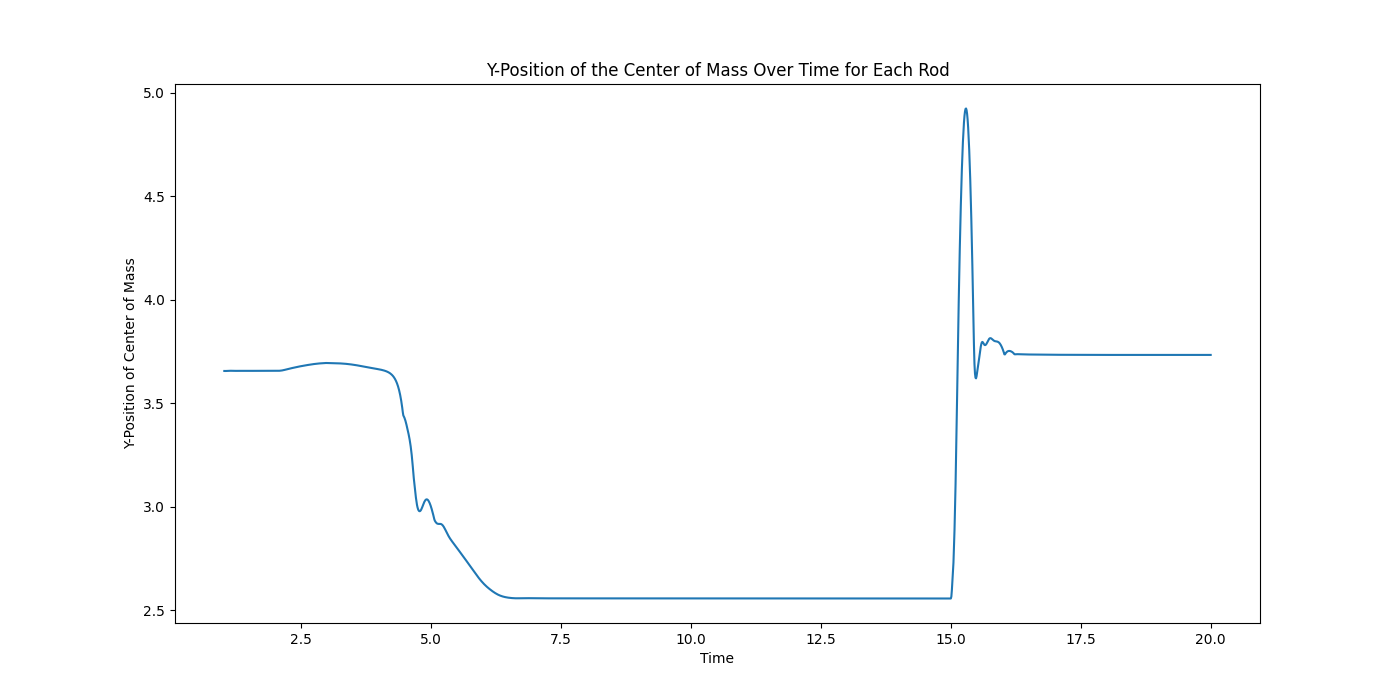 Y-Position of the Center of Mass Over Time for Each Rod
5.0
4.5
4.0
3.5
3.0
2.5
Y-Position of Center of Mass
2.5 5.0 7.5 10.0 12.5 15.0 17.5 20.0
Time